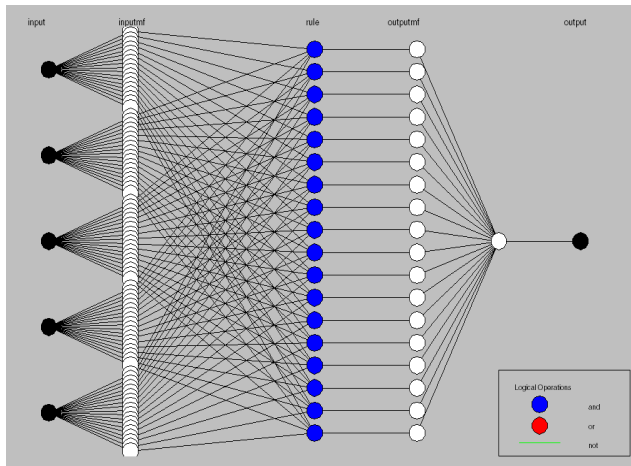 input inputmf rule outputmf output
Logical Operations
and
or
not